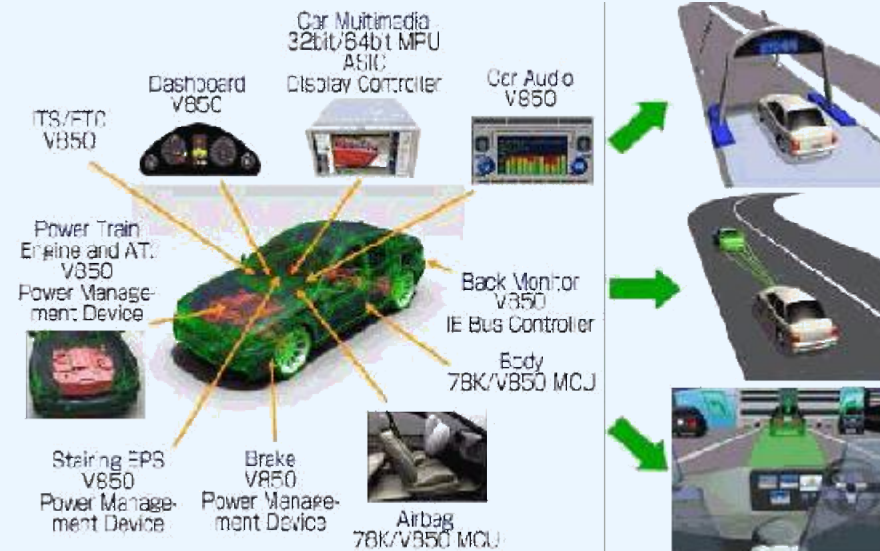 Car Multimedia
32bit/64bit MPU
ASIC
Display Controller
Dashboard
V850
Car Audio
V850
ITS/ETC
V850
Power Train
Engine and AT.
V850
Power Manage-
ment Device
Back Monitor
V850
IE Bus Controller
Body
78K/V850 MCU
Stairing EPS
V850
Power Manage-
ment Device
Brake
V850
Power Manage-
ment Device
Airbag
78K/V850 MCU